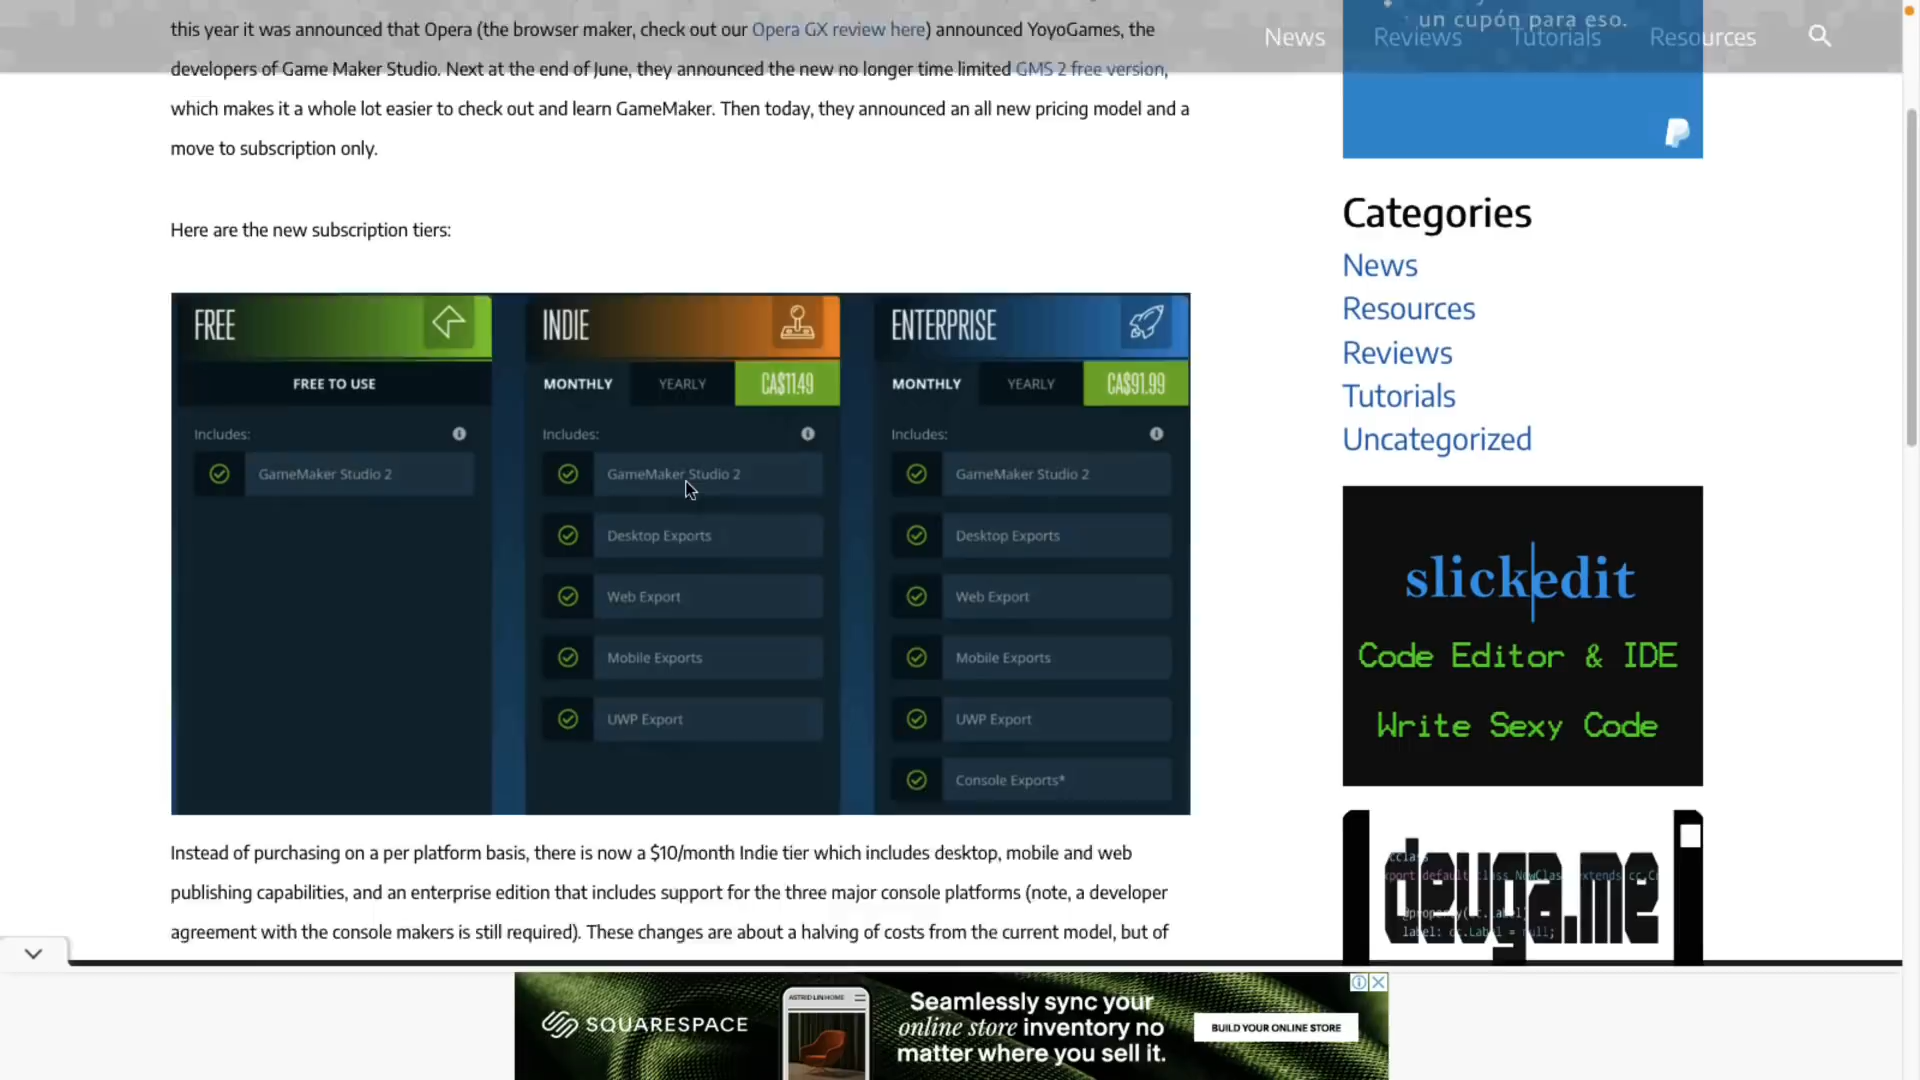 this year it was announced that Opera (the browser maker, check out our Opera GX review here) announced YoyoGames, the
developers of Game Maker Studio. Next at the end of June, they announced the new no longer time limited GMS 2 free version,
which makes it a whole lot easier to check out and learn GameMaker. Then today, they announced an all new pricing model and a
move to subscription only.
News
Reviews
Tutorials
Resources
un cupón para eso.
Here are the new subscription tiers:
FREE
FREE TO USE
Includes:
GameMaker Studio 2
INDIE
MONTHLY YEARLY CA$11.49
Includes:
GameMaker Studio 2
Desktop Exports
Web Export
Mobile Exports
UWP Export
ENTERPRISE
MONTHLY YEARLY CA$91.99
Includes:
GameMaker Studio 2
Desktop Exports
Web Export
Mobile Exports
UWP Export
Console Exports*
Instead of purchasing on a per platform basis, there is now a $10/month Indie tier which includes desktop, mobile and web
publishing capabilities, and an enterprise edition that includes support for the three major console platforms (note, a developer
agreement with the console makers is still required). These changes are about a halving of costs from the current model, but of
Categories
News
Resources
Reviews
Tutorials
Uncategorized
slickedit
Code Editor & IDE
Write Sexy Code
devga.me
label: cc.Label = null;
SQUARESPACE
ASTRID LIN HOME
Seamlessly sync your
online store inventory no
matter where you sell it.
BUILD YOUR ONLINE STORE